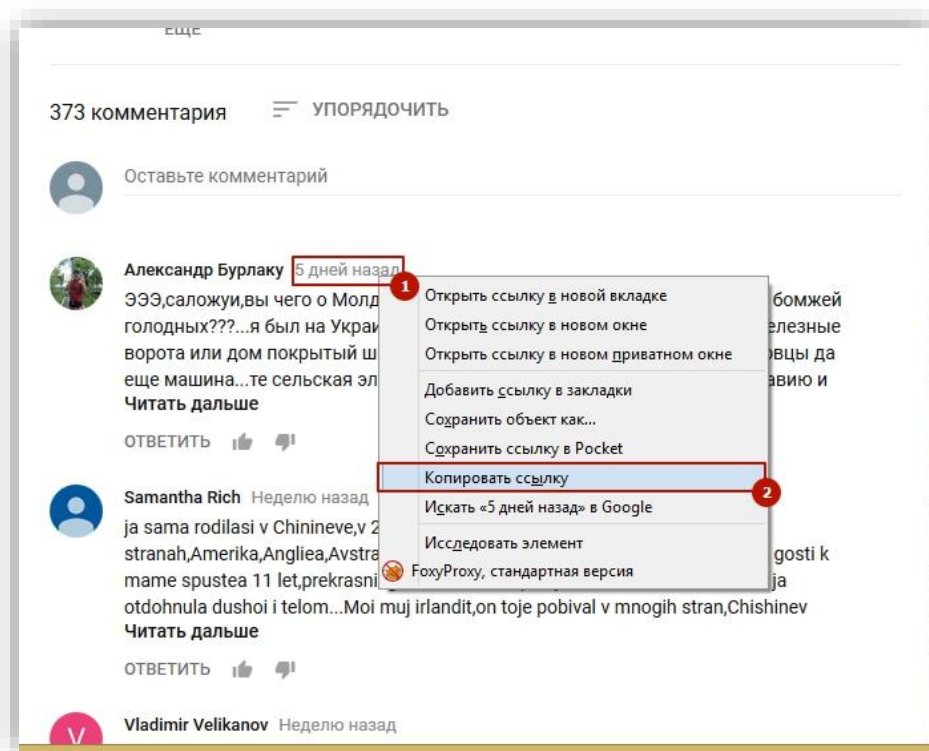 ЕЩЁ
373 комментария УПОРЯДОЧИТЬ
Оставьте комментарий
Александр Бурлаку 5 дней назад
1
ЭЭЭ,саложуи,вы чего о Молд бомжей
голодных???...я был на Украи елезные
ворота или дом покрытый ш овцы да
еще машина...те сельская эл авию и
Читать дальше
ОТВЕТИТЬ
Открыть ссылку в новой вкладке
Открыть ссылку в новом окне
Открыть ссылку в новом приватном окне
Добавить ссылку в закладки
Сохранить объект как...
Сохранить ссылку в Pocket
Копировать ссылку
2
Искать «5 дней назад» в Google
Исследовать элемент
FoxyProxy, стандартная версия
Samantha Rich Неделю назад
ja sama rodilasi v Chinineve,v 2
stranah,Amerika,Angliea,Avstra gosti k
mame spustea 11 let,prekrasni ja
otdohnula dushoi i telom...Moi muj irlandit,on toje pobival v mnogih stran,Chishinev
Читать дальше
ОТВЕТИТЬ
V
Vladimir Velikanov Неделю назад